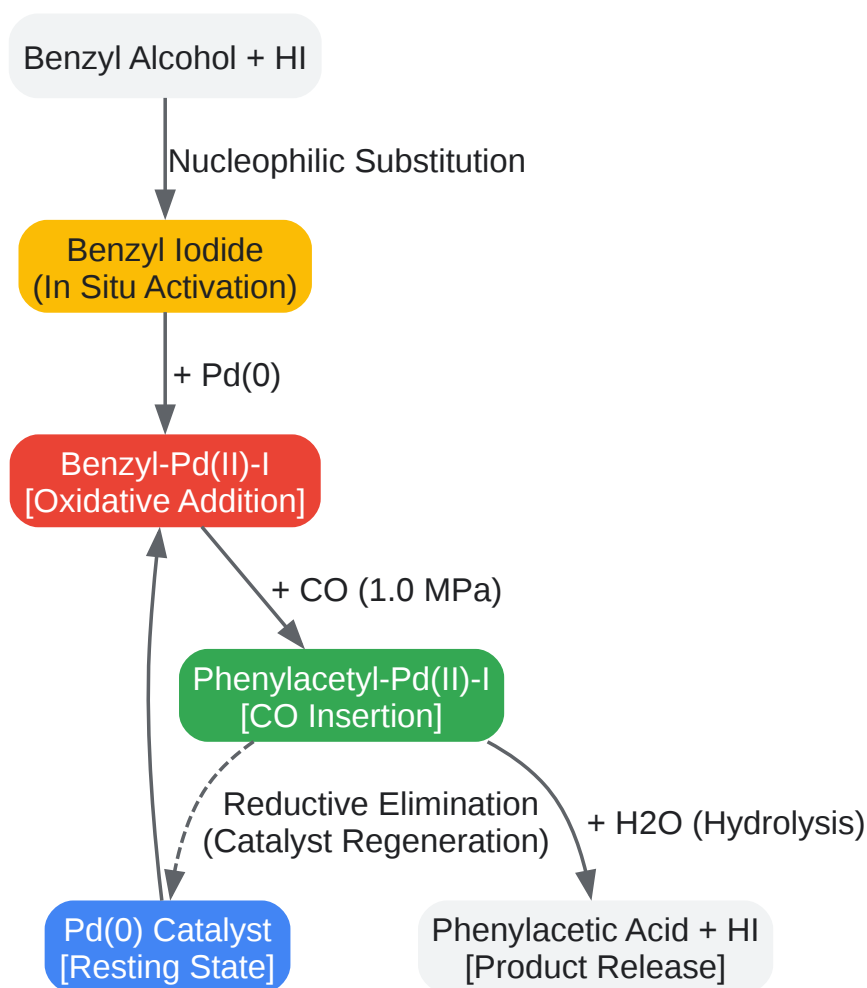 Benzyl Alcohol + HI
Nucleophilic Substitution
Benzyl Iodide
(In Situ Activation)
+ Pd(0)
Benzyl-Pd(II)-I
[Oxidative Addition]
+ CO (1.0 MPa)
Phenylacetyl-Pd(II)-I
[CO Insertion]
Reductive Elimination
(Catalyst Regeneration)
+ H2O (Hydrolysis)
Pd(0) Catalyst
[Resting State]
Phenylacetic Acid + HI
[Product Release]